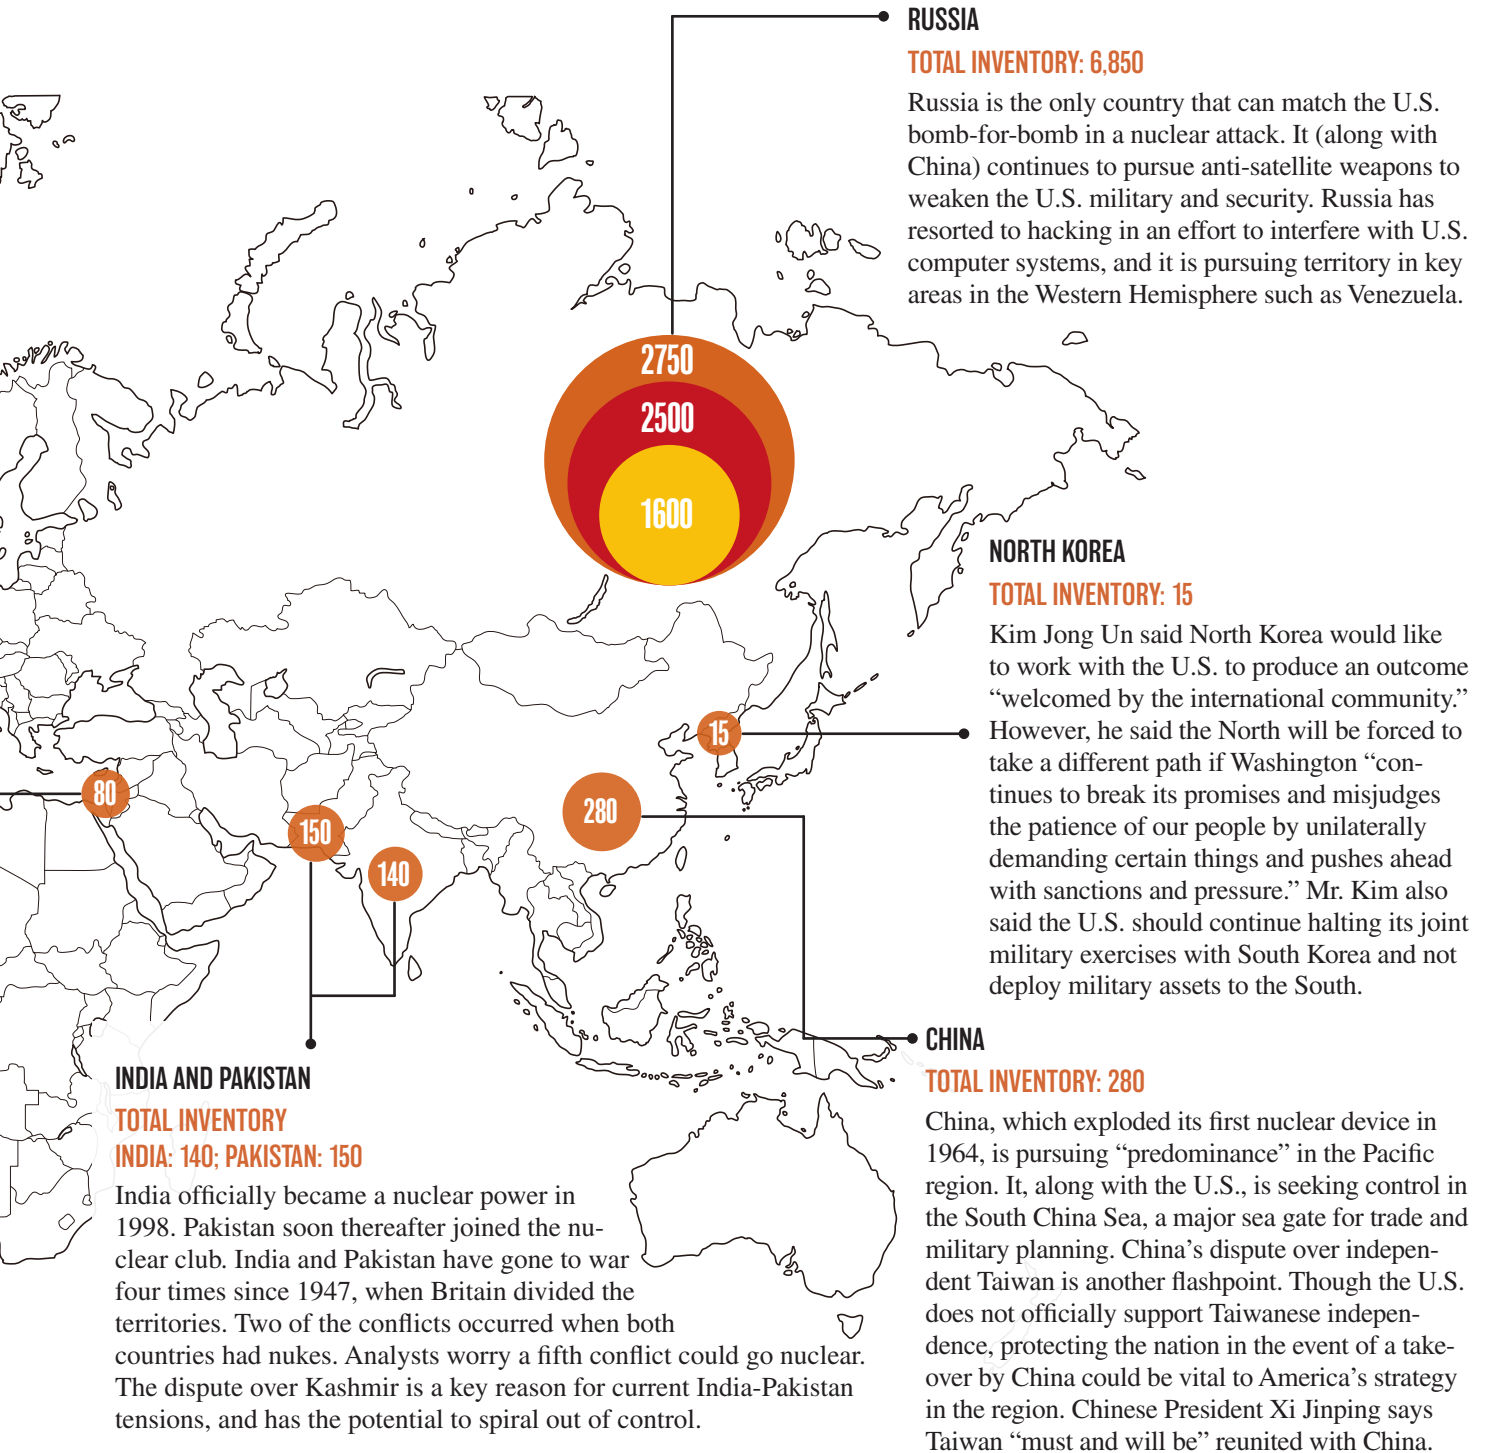 RUSSIA
TOTAL INVENTORY: 6,850
Russia is the only country that can match the U.S.
bomb-for-bomb in a nuclear attack. It (along with
China) continues to pursue anti-satellite weapons to
weaken the U.S. military and security. Russia has
resorted to hacking in an effort to interfere with U.S.
computer systems, and it is pursuing territory in key
areas in the Western Hemisphere such as Venezuela.
2750
2500
1600
NORTH KOREA
TOTAL INVENTORY: 15
Kim Jong Un said North Korea would like
to work with the U.S. to produce an outcome
“welcomed by the international community.”
However, he said the North will be forced to
take a different path if Washington “con-
tinues to break its promises and misjudges
the patience of our people by unilaterally
demanding certain things and pushes ahead
with sanctions and pressure.” Mr. Kim also
said the U.S. should continue halting its joint
military exercises with South Korea and not
deploy military assets to the South.
15
80
280
150
140
INDIA AND PAKISTAN
TOTAL INVENTORY
INDIA: 140; PAKISTAN: 150
India officially became a nuclear power in
1998. Pakistan soon thereafter joined the nu-
clear club. India and Pakistan have gone to war
four times since 1947, when Britain divided the
territories. Two of the conflicts occurred when both
countries had nukes. Analysts worry a fifth conflict could go nuclear.
The dispute over Kashmir is a key reason for current India-Pakistan
tensions, and has the potential to spiral out of control.
CHINA
TOTAL INVENTORY: 280
China, which exploded its first nuclear device in
1964, is pursuing “predominance” in the Pacific
region. It, along with the U.S., is seeking control in
the South China Sea, a major sea gate for trade and
military planning. China’s dispute over indepen-
dent Taiwan is another flashpoint. Though the U.S.
does not officially support Taiwanese indepen-
dence, protecting the nation in the event of a take-
over by China could be vital to America’s strategy
in the region. Chinese President Xi Jinping says
Taiwan “must and will be” reunited with China.